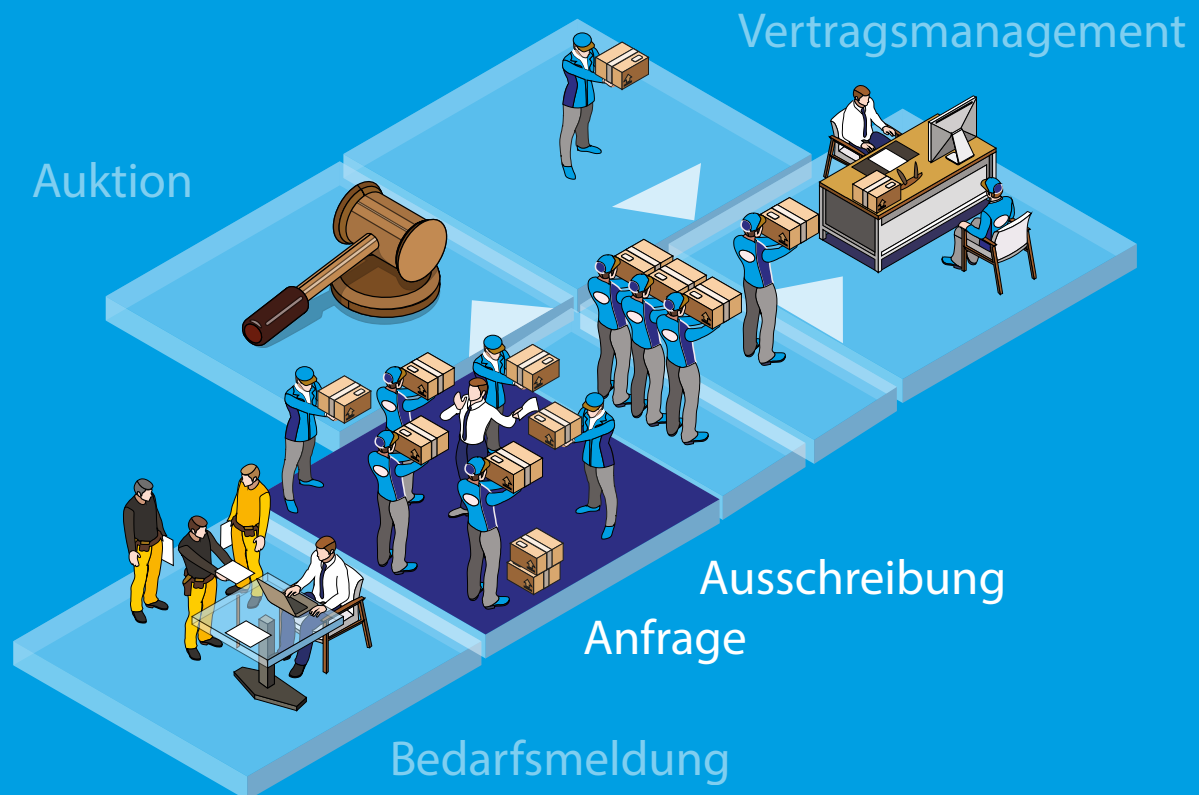 Vertragsmanagement
Auktion
Ausschreibung
Anfrage
Bedarfsmeldung